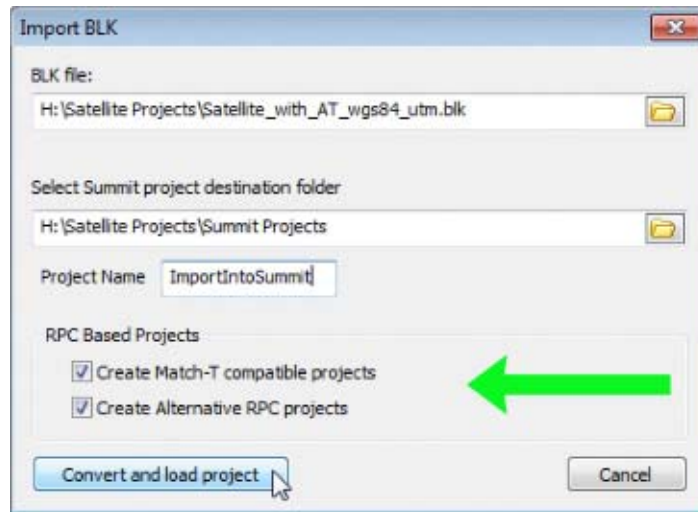 Import BLK
BLK file:
H:\Satellite Projects\Satellite_with_AT_wgs84_utm.blk
Select Summit project destination folder
H:\Satellite Projects\Summit Projects
Project Name ImportIntoSummit
RPC Based Projects
Create Match-T compatible projects
Create Alternative RPC projects
Convert and load project Cancel